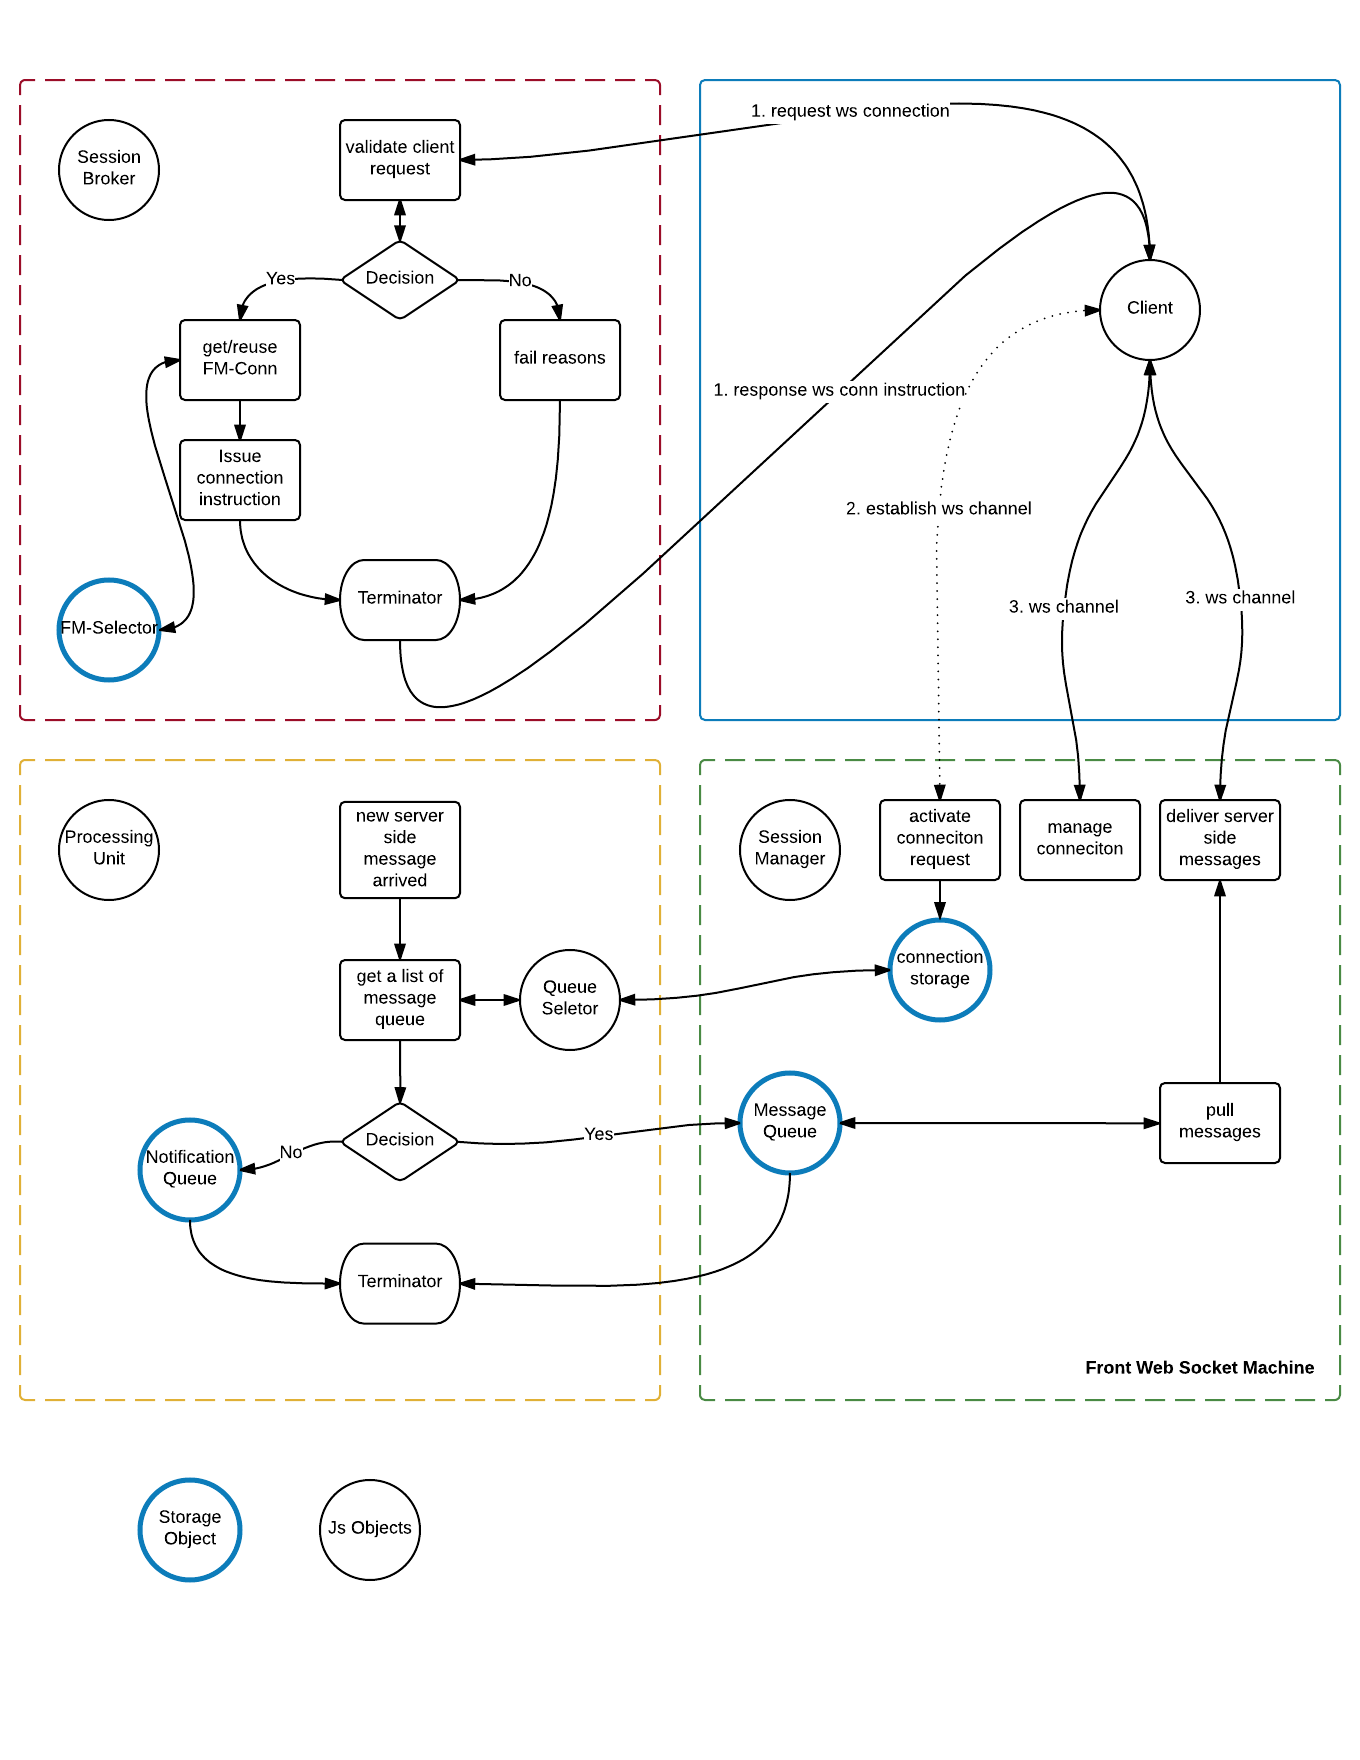 Session
Broker
validate client
request
Decision
Yes
No
get/reuse
FM-Conn
fail reasons
Issue
connection
instruction
Terminator
FM-Selector
1. request ws connection
Client
1. response ws conn instruction
2. establish ws channel
3. ws channel
3. ws channel
Processing
Unit
new server
side
message
arrived
get a list of
message
queue
Queue
Seletor
Decision
No
Yes
Notification
Queue
Terminator
Session
Manager
activate
conneciton
request
manage
conneciton
deliver server
side
messages
connection
storage
Message
Queue
pull
messages
Front Web Socket Machine
Storage
Object
Js Objects